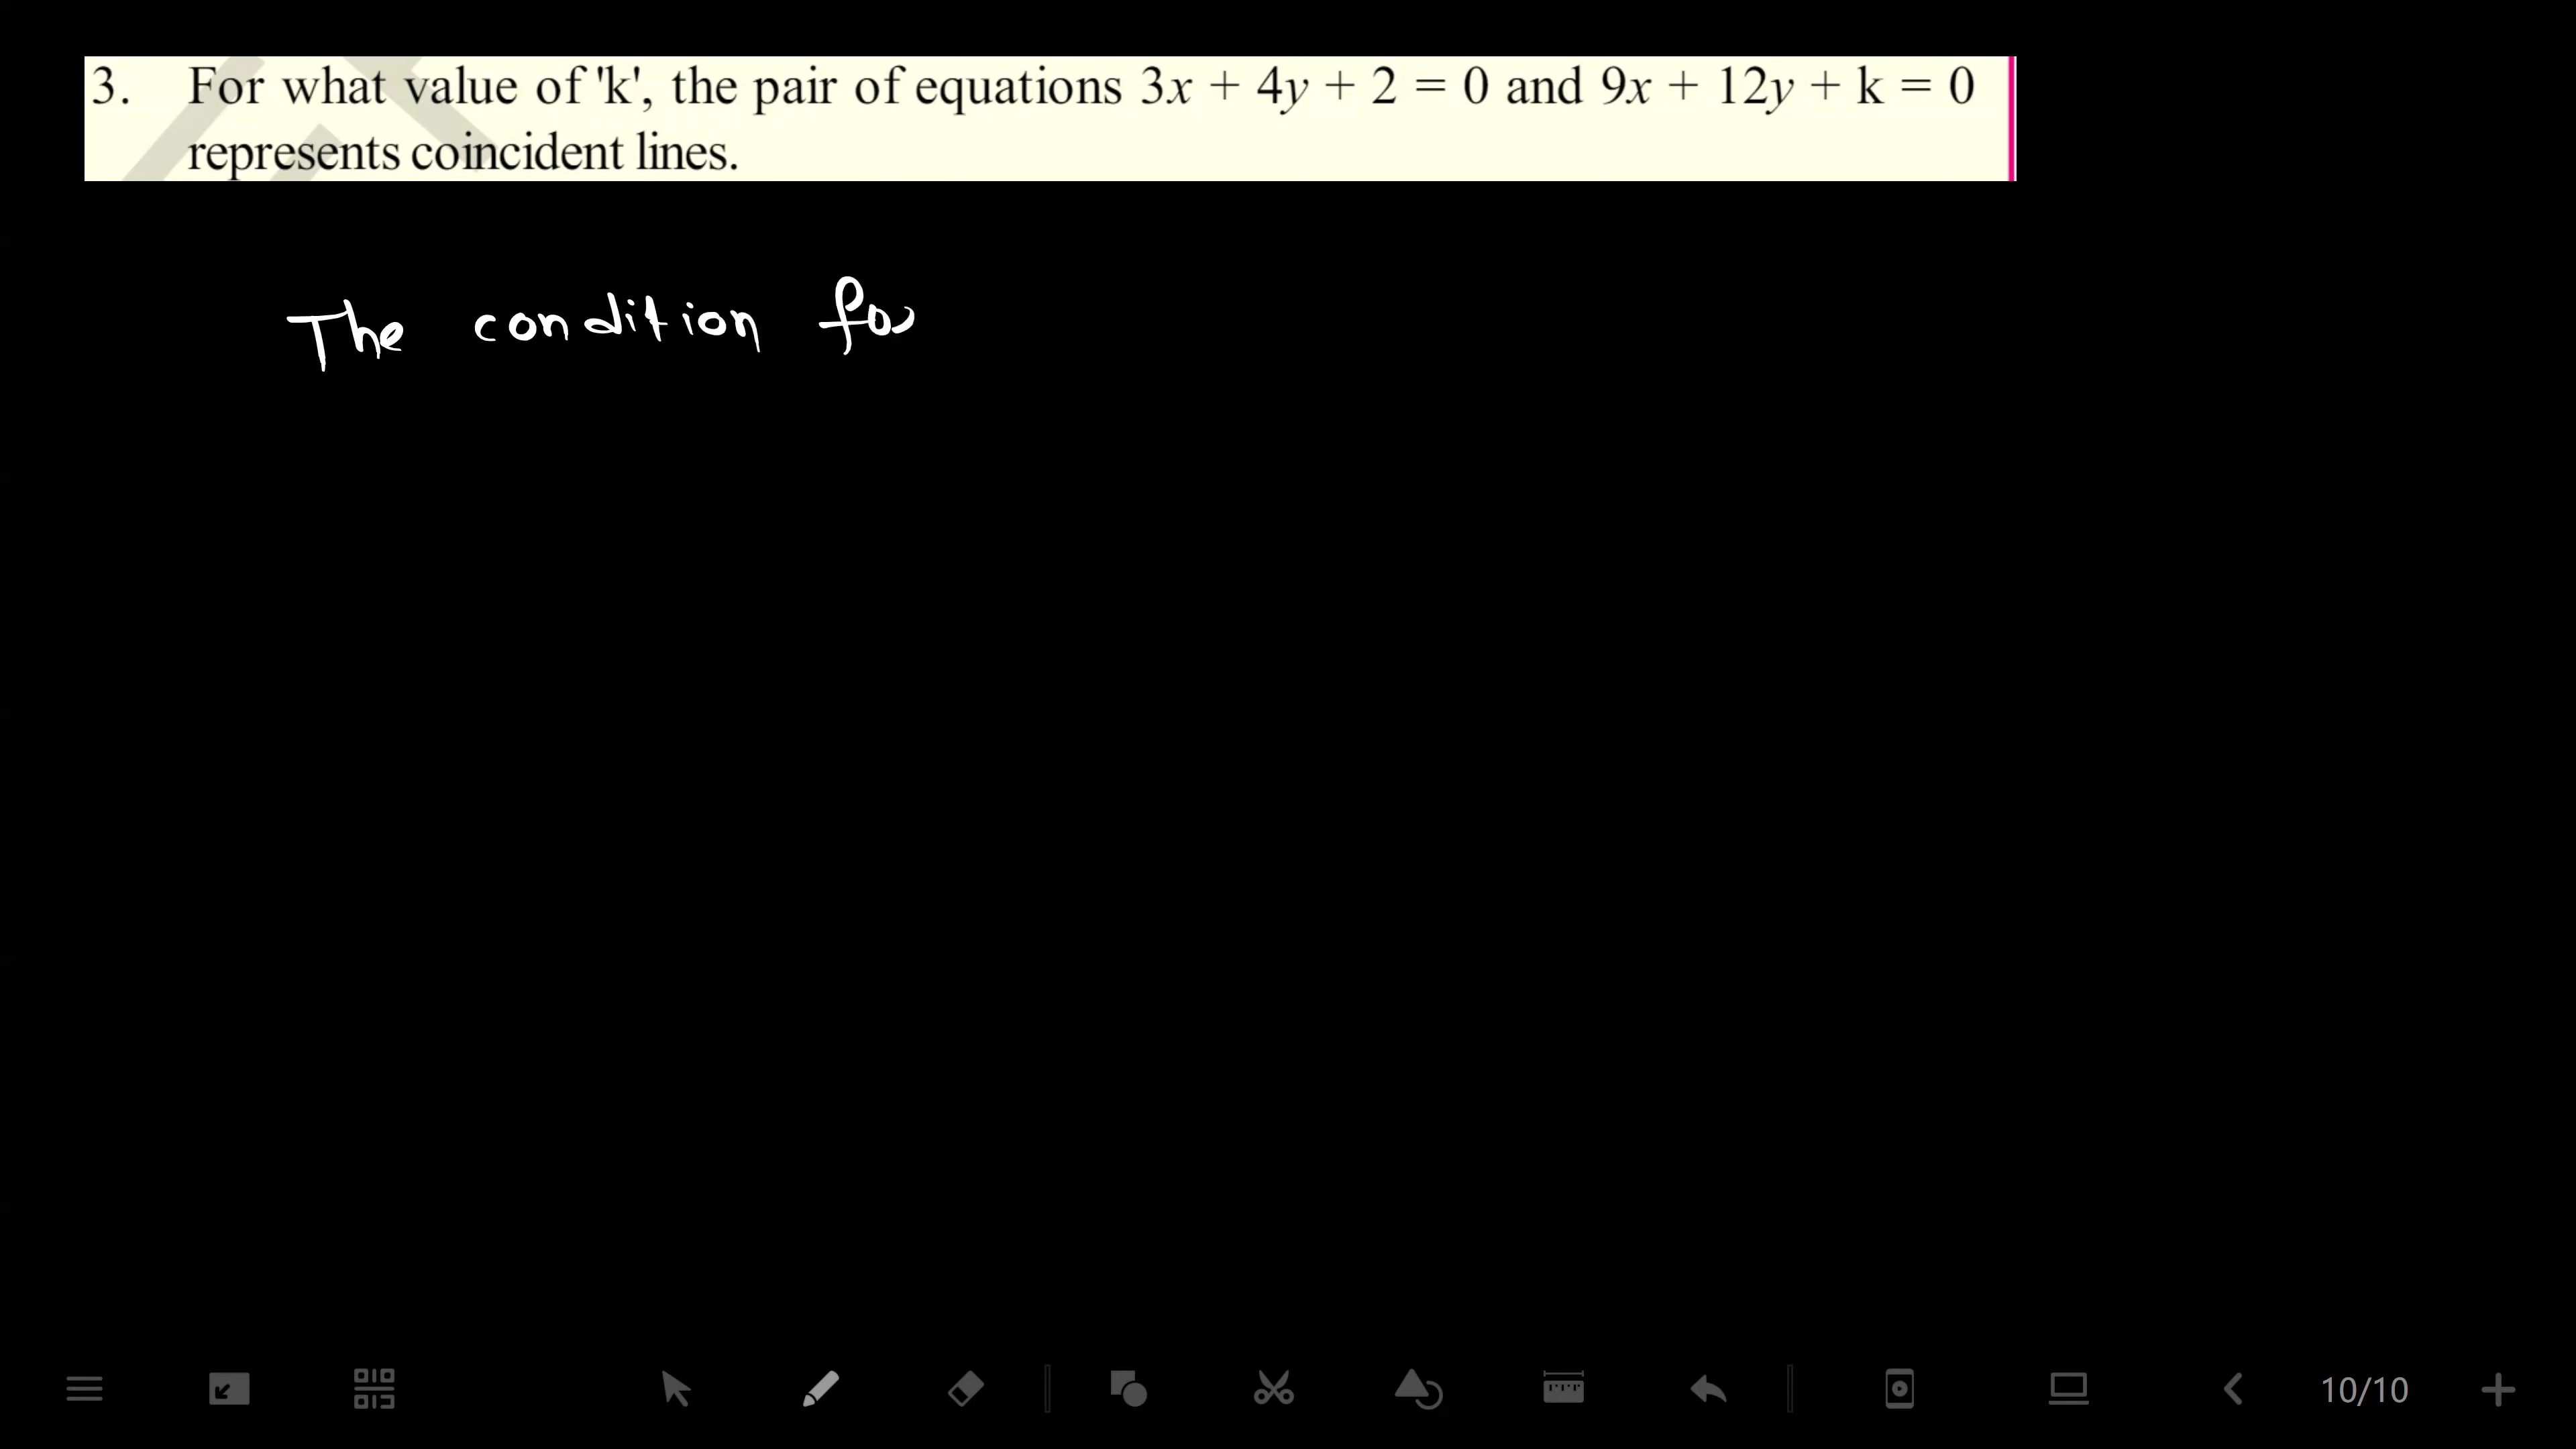 3. For what value of 'k', the pair of equations 3x + 4y + 2 = 0 and 9x + 12y + k = 0
represents coincident lines.
The condition for
10/10